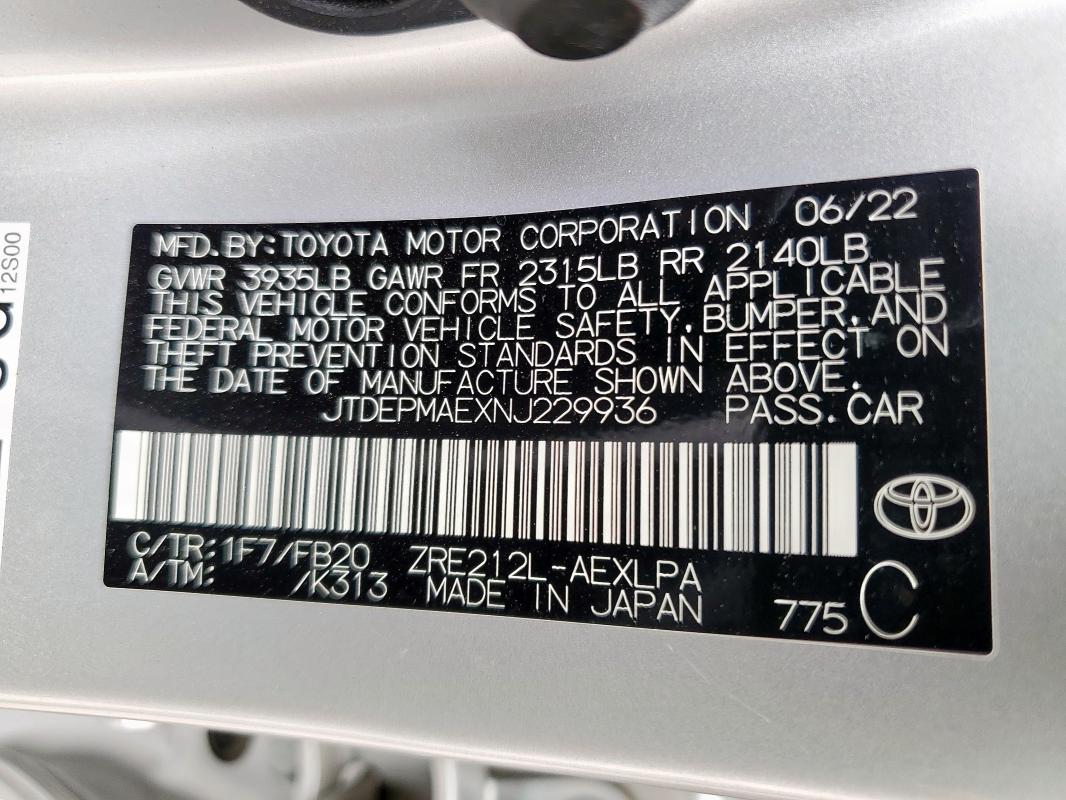 MFD. BY: TOYOTA MOTOR CORPORATION 06/22
GVWR 3935LB GAWR FR 2315LB RR 2140LB
THIS VEHICLE CONFORMS TO ALL APPLICABLE
FEDERAL MOTOR VEHICLE SAFETY, BUMPER, AND
THEFT PREVENTION STANDARDS IN EFFECT ON
THE DATE OF MANUFACTURE SHOWN ABOVE.
JTDEPMAEXNJ229936 PASS. CAR
C/TR: 1F7/FB20 ZRE212L-AEXLPA
A/TM: /K313 MADE IN JAPAN 775 C
12S00